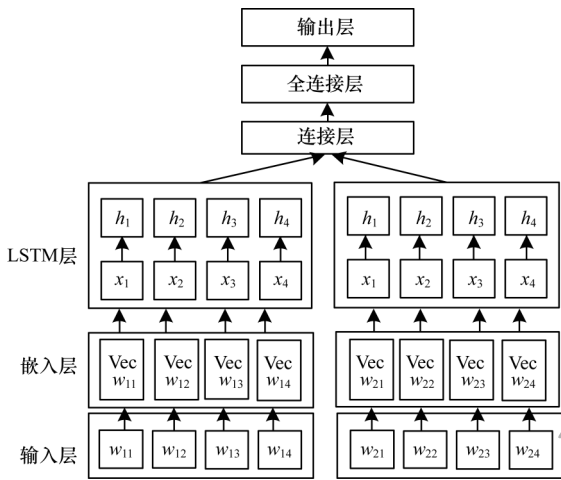 输出层
全连接层
连接层
LSTM层
h₁ h₂ h₃ h₄ h₁ h₂ h₃ h₄
x₁ x₂ x₃ x₄ x₁ x₂ x₃ x₄
嵌入层
Vec Vec Vec Vec Vec Vec Vec Vec
w₁₁ w₁₂ w₁₃ w₁₄ w₂₁ w₂₂ w₂₃ w₂₄
输入层
w₁₁ w₁₂ w₁₃ w₁₄ w₂₁ w₂₂ w₂₃ w₂₄